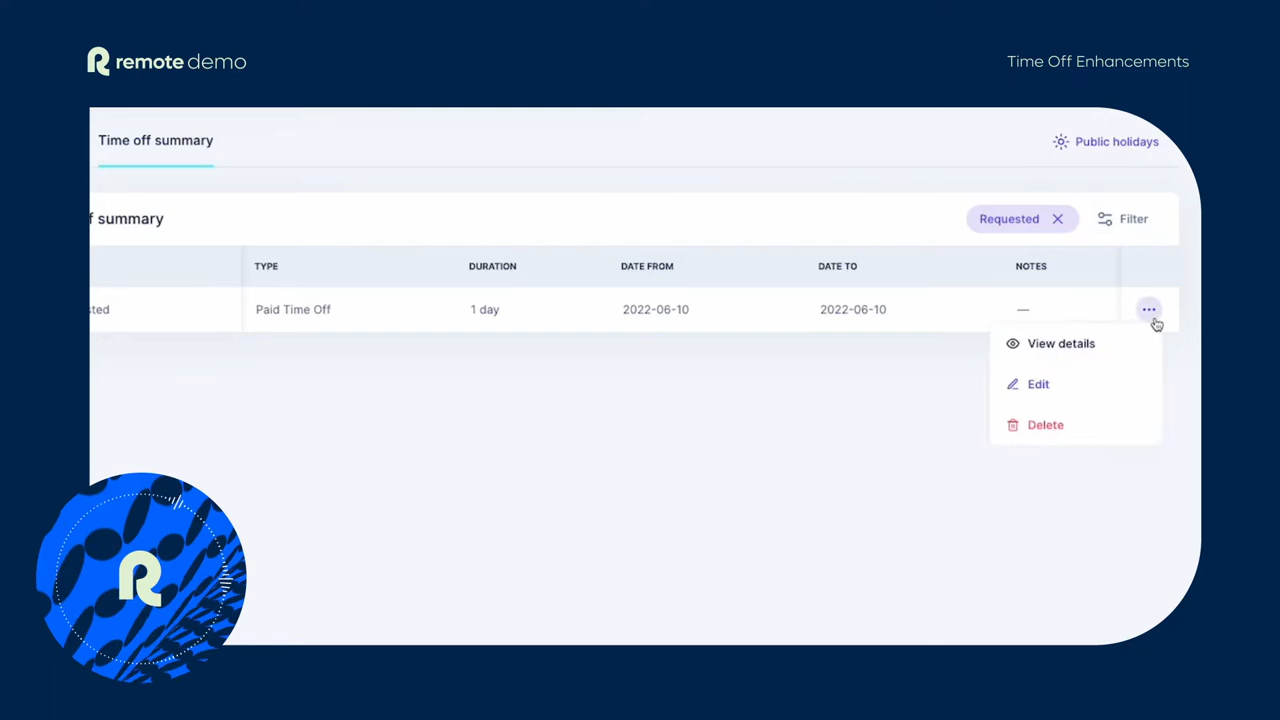 remote demo
Time Off Enhancements
Time off summary
Public holidays
f summary
Requested
Filter
TYPE DURATION DATE FROM DATE TO NOTES
sted Paid Time Off 1 day 2022-06-10 2022-06-10 —
View details
Edit
Delete